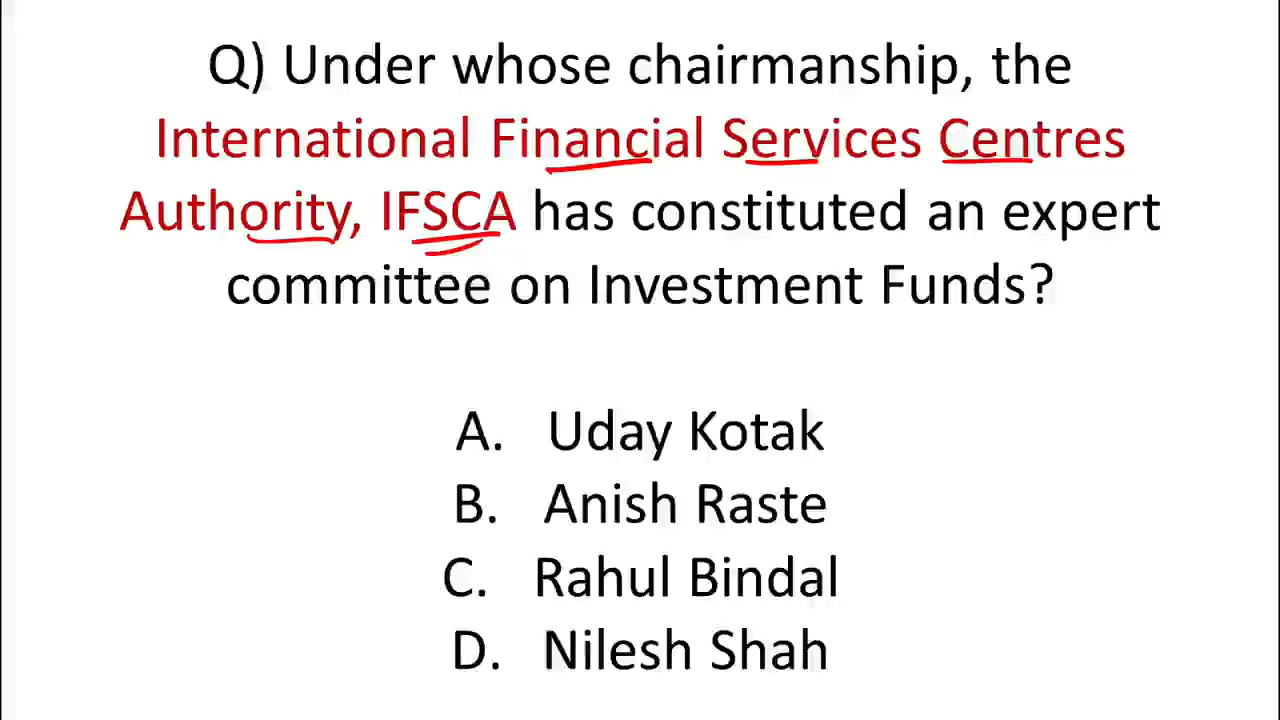 Q) Under whose chairmanship, the
International Financial Services Centres
Authority, IFSCA has constituted an expert
committee on Investment Funds?
A. Uday Kotak
B. Anish Raste
C. Rahul Bindal
D. Nilesh Shah